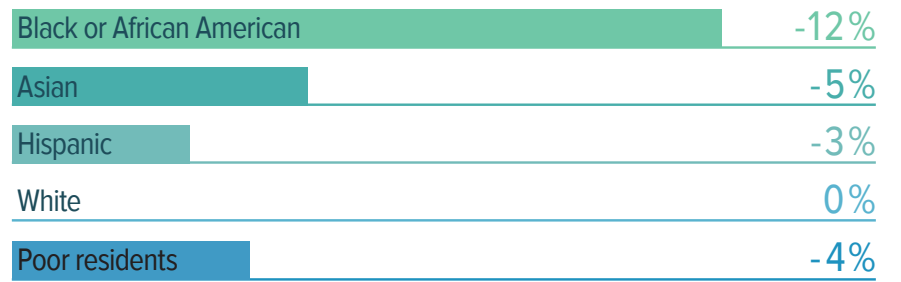 Black or African American -12%
Asian -5%
Hispanic -3%
White 0%
Poor residents -4%